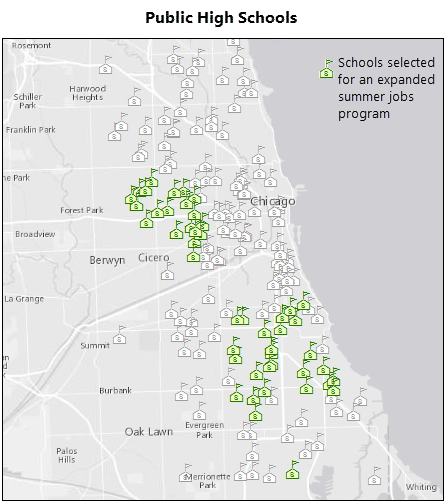 Public High Schools
Rosemont
Schools selected
for an expanded
summer jobs
program
Harwood
Heights
Schiller
Park
Franklin Park
ne Park
Forest Park
Chicago
Broadview
Berwyn
Cicero
La Grange
Summit
Burbank
Oak Lawn
Evergreen
Park
Palos
Hills
Merrionette
Park
Whiting